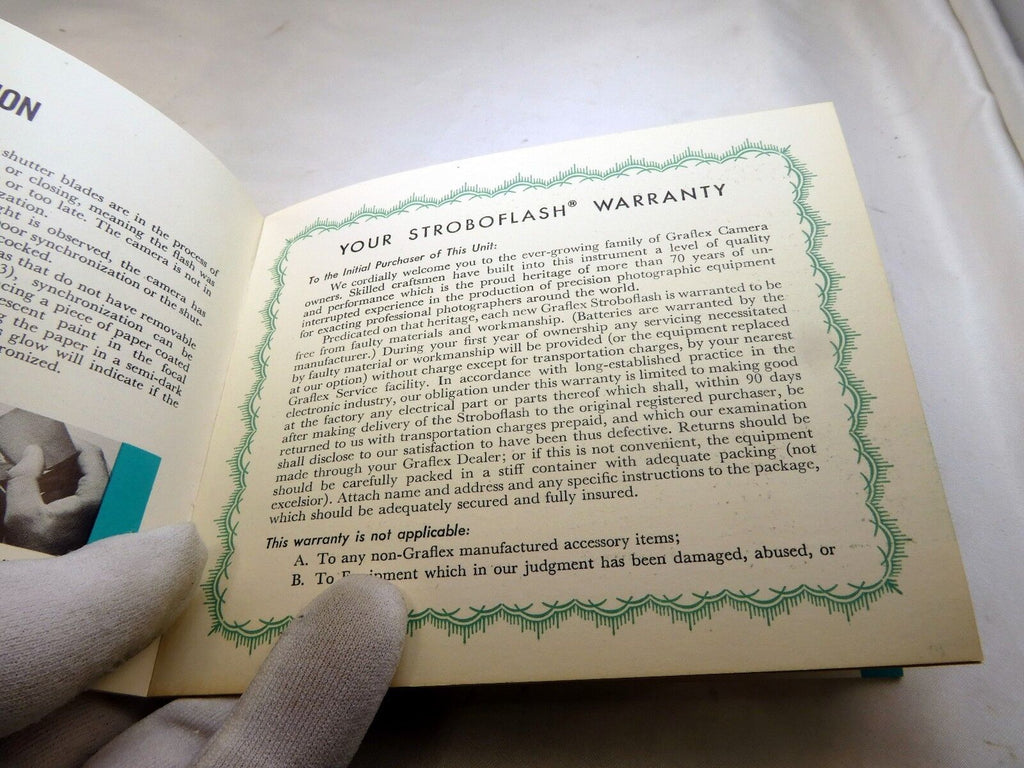 ION
shutter blades are in the process of
or closing, meaning the flash was
or too late. The camera is not in
zation.
ght is observed, the camera has
oor synchronization or the shut-
cocked.
as that do not have removable
3), synchronization can be
cing a piece of paper coated
escent paint in the focal
g the paper in a semi-dark
glow will indicate if the
ronized.
YOUR STROBOFLASH® WARRANTY
To the Initial Purchaser of This Unit:
We cordially welcome you to the ever-growing family of Graflex Camera
owners. Skilled craftsmen have built into this instrument a level of quality
and performance which is the proud heritage of more than 70 years of un-
interrupted experience in the production of precision photographic equipment
for exacting professional photographers around the world.
Predicated on that heritage, each new Graflex Stroboflash is warranted to be
free from faulty materials and workmanship. (Batteries are warranted by the
manufacturer.) During your first year of ownership any servicing necessitated
by faulty material or workmanship will be provided (or the equipment replaced
at our option) without charge except for transportation charges, by your nearest
Graflex Service facility. In accordance with long-established practice in the
electronic industry, our obligation under this warranty is limited to making good
at the factory any electrical part or parts thereof which shall, within 90 days
after making delivery of the Stroboflash to the original registered purchaser, be
returned to us with transportation charges prepaid, and which our examination
shall disclose to our satisfaction to have been thus defective. Returns should be
made through your Graflex Dealer; or if this is not convenient, the equipment
should be carefully packed in a stiff container with adequate packing (not
excelsior). Attach name and address and any specific instructions to the package,
which should be adequately secured and fully insured.
This warranty is not applicable:
A. To any non-Graflex manufactured accessory items;
B. To Equipment which in our judgment has been damaged, abused, or